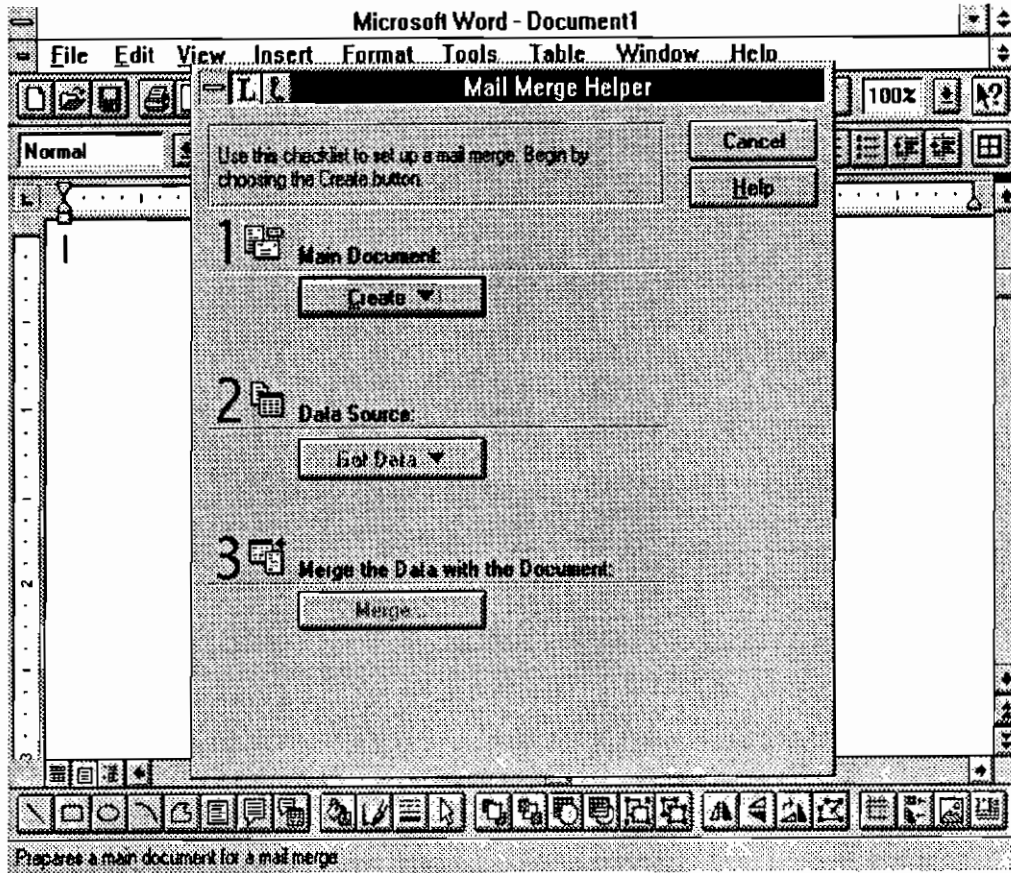 Microsoft Word - Document1
File Edit View Insert Format Tools Table Window Help
Mail Merge Helper
100%
Normal
Use this checklist to set up a mail merge. Begin by
choosing the Create button.
Cancel
Help
1 Main Document:
Create
2 Data Source:
Get Data
3 Merge the Data with the Document:
Merge...
2
3
Prepares a main document for a mail merge